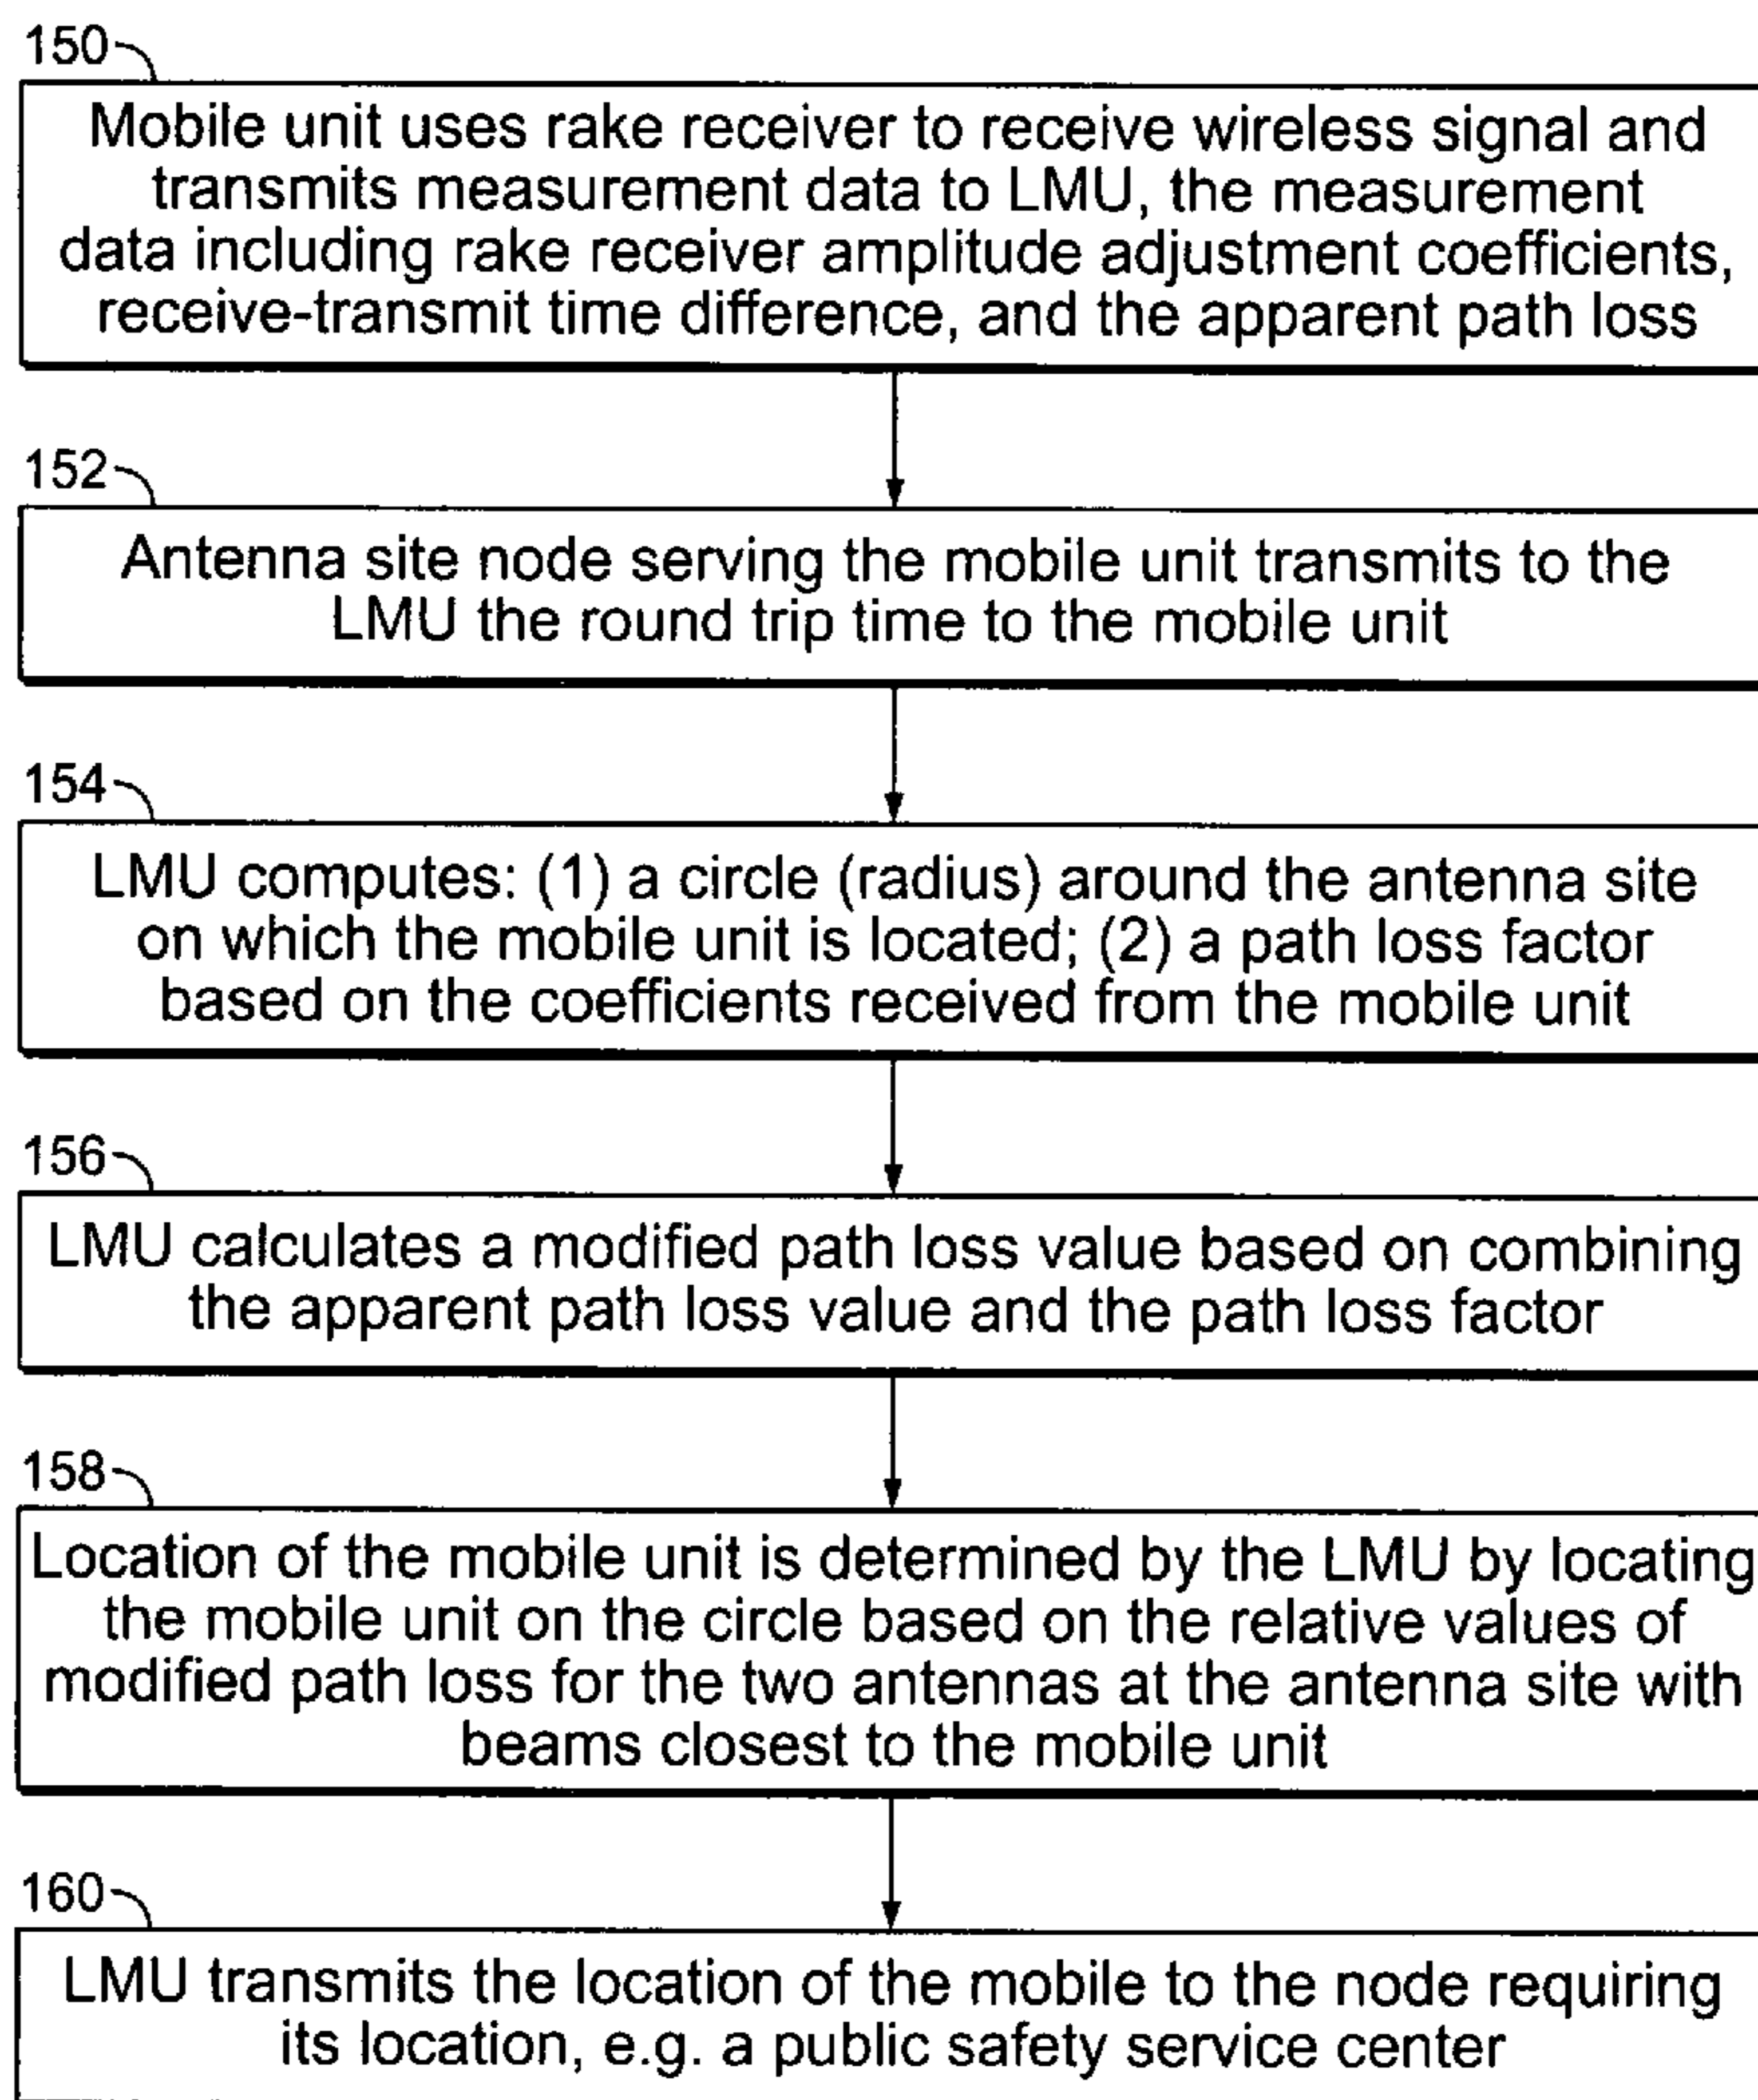 150
Mobile unit uses rake receiver to receive wireless signal and
transmits measurement data to LMU, the measurement
data including rake receiver amplitude adjustment coefficients,
receive-transmit time difference, and the apparent path loss
152
Antenna site node serving the mobile unit transmits to the
LMU the round trip time to the mobile unit
154
LMU computes: (1) a circle (radius) around the antenna site
on which the mobile unit is located; (2) a path loss factor
based on the coefficients received from the mobile unit
156
LMU calculates a modified path loss value based on combining
the apparent path loss value and the path loss factor
158
Location of the mobile unit is determined by the LMU by locating
the mobile unit on the circle based on the relative values of
modified path loss for the two antennas at the antenna site with
beams closest to the mobile unit
160
LMU transmits the location of the mobile to the node requiring
its location, e.g. a public safety service center